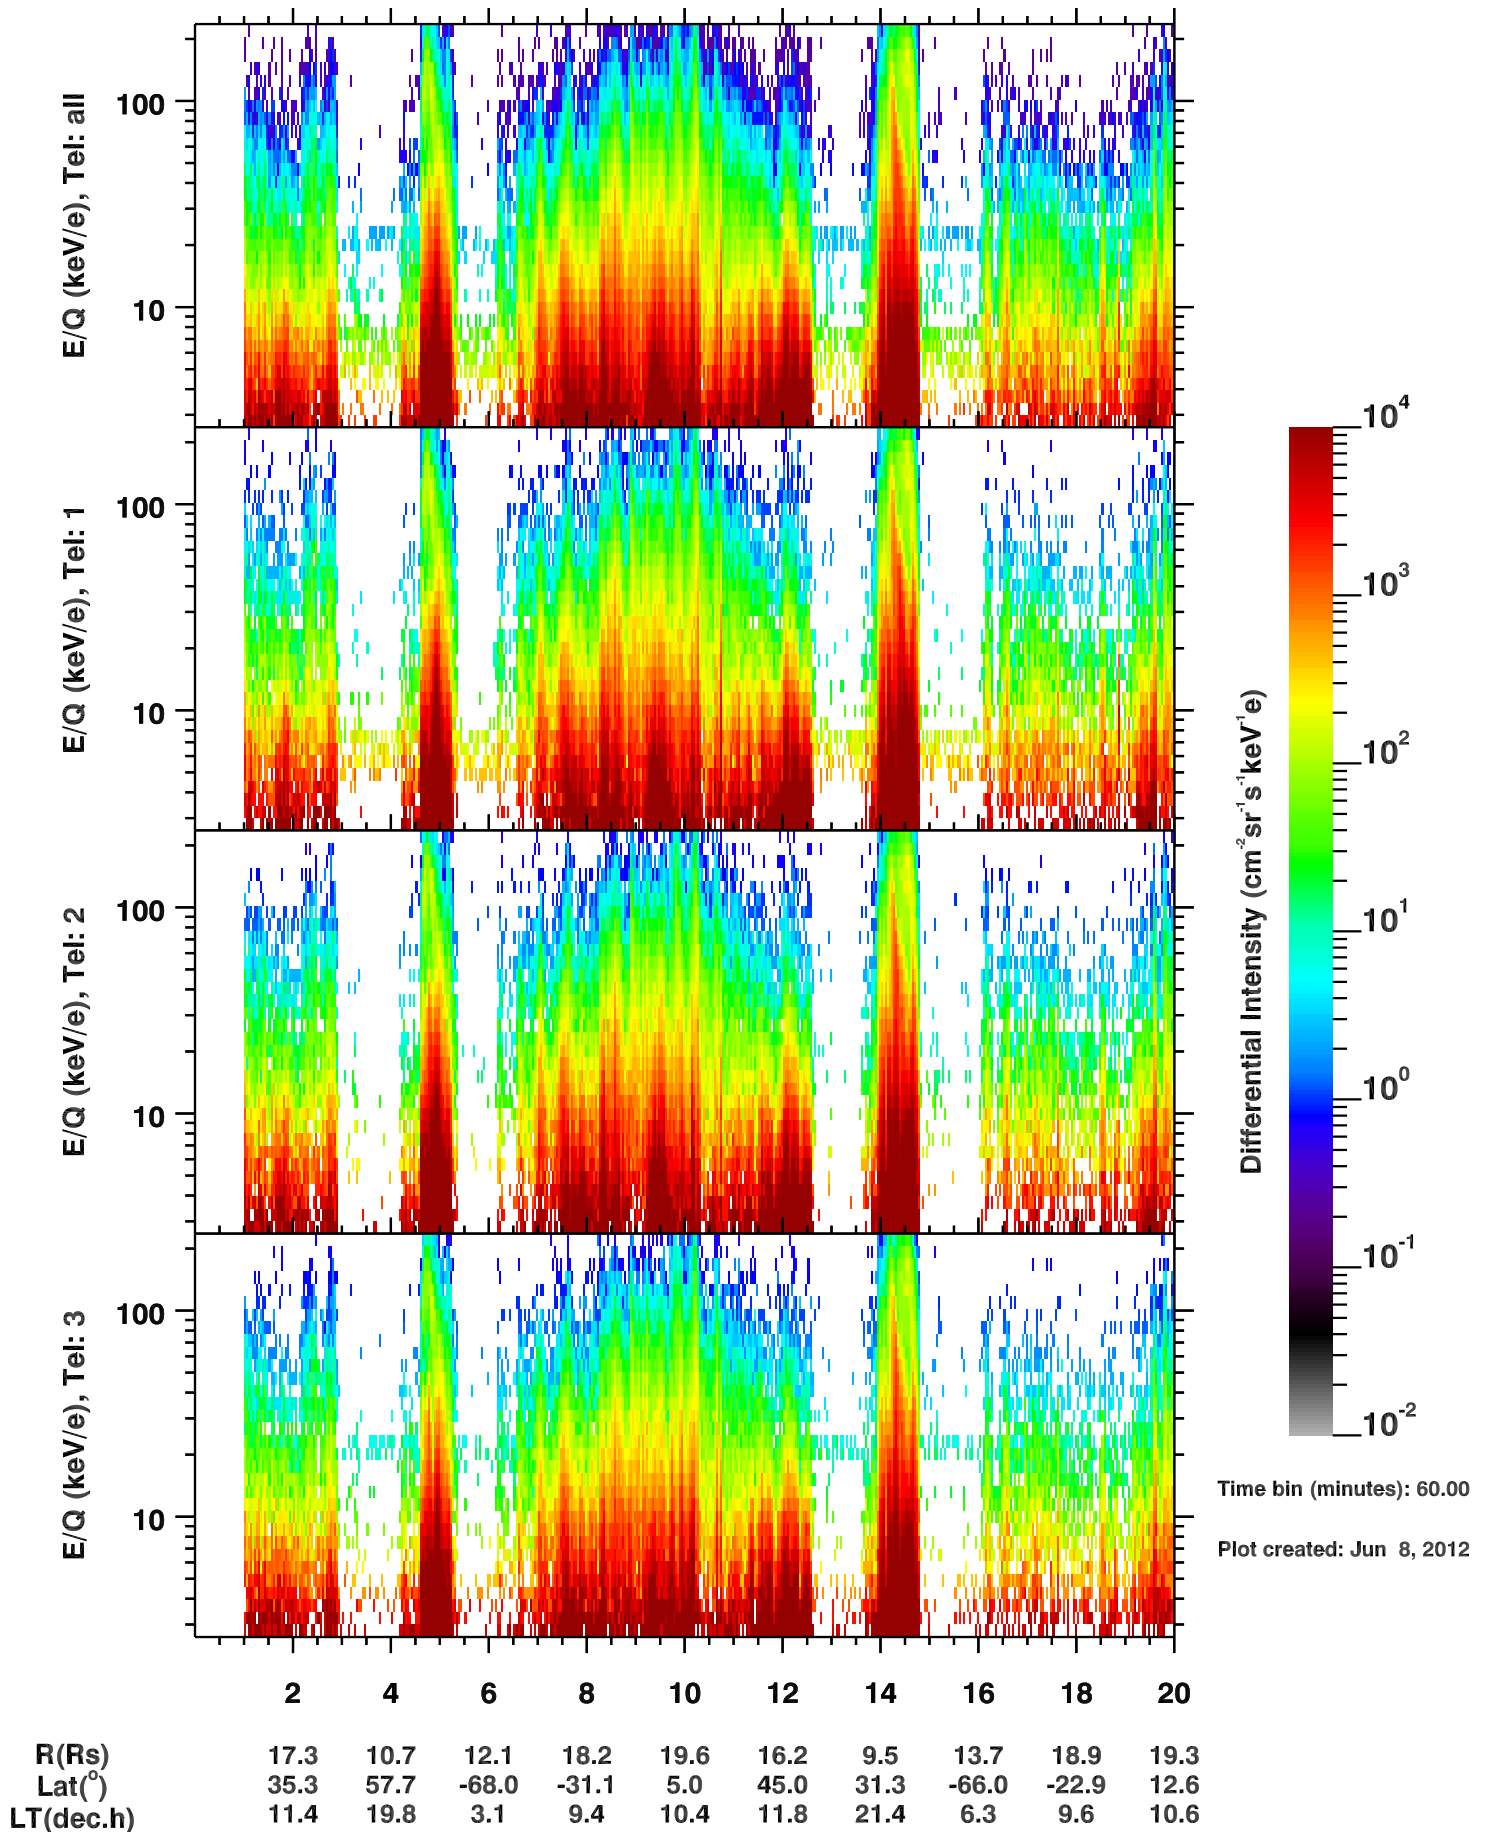 E/Q (keV/e), Tel: all
100
10
E/Q (keV/e), Tel: 1
100
10
E/Q (keV/e), Tel: 2
100
10
E/Q (keV/e), Tel: 3
100
10
10^4
10^3
10^2
10^1
10^0
10^-1
10^-2
Differential Intensity (cm^-2 sr^-1 s^-1 keV^-1 e)
Time bin (minutes): 60.00
Plot created: Jun 8, 2012
2 4 6 8 10 12 14 16 18 20
R(Rs) 17.3 10.7 12.1 18.2 19.6 16.2 9.5 13.7 18.9 19.3
Lat(°) 35.3 57.7 -68.0 -31.1 5.0 45.0 31.3 -66.0 -22.9 12.6
LT(dec.h) 11.4 19.8 3.1 9.4 10.4 11.8 21.4 6.3 9.6 10.6